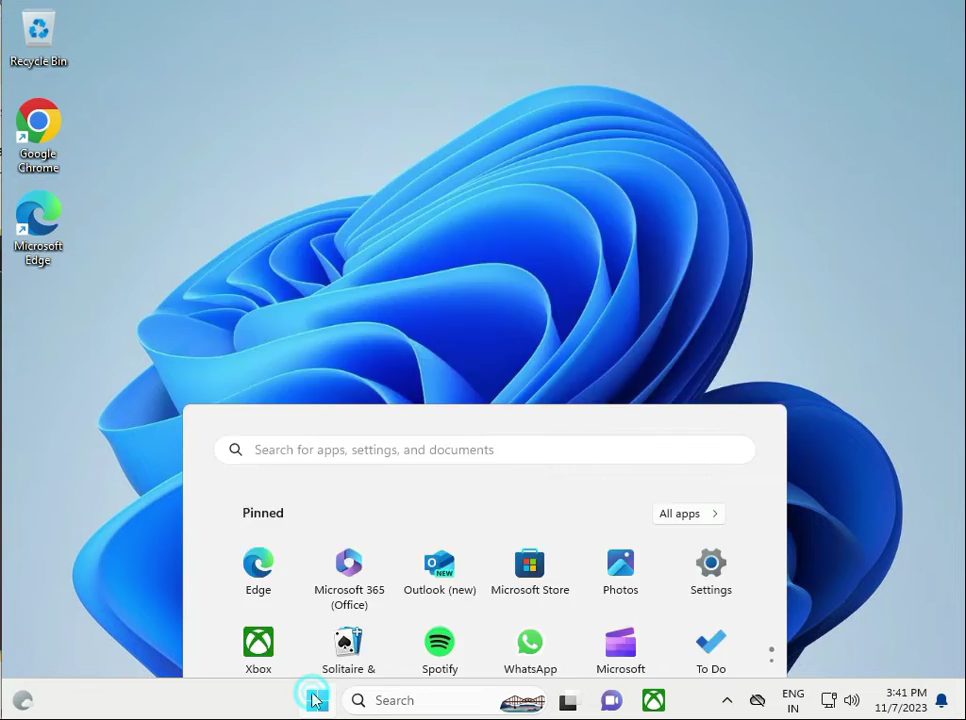 Recycle Bin
Google
Chrome
Microsoft
Edge
Search for apps, settings, and documents
Pinned
All apps
Edge
Microsoft 365
(Office)
NEW
Outlook (new)
Microsoft Store
Photos
Settings
Xbox
Solitaire &
Spotify
WhatsApp
Microsoft
To Do
Search
ENG
IN
3:41 PM
11/7/2023